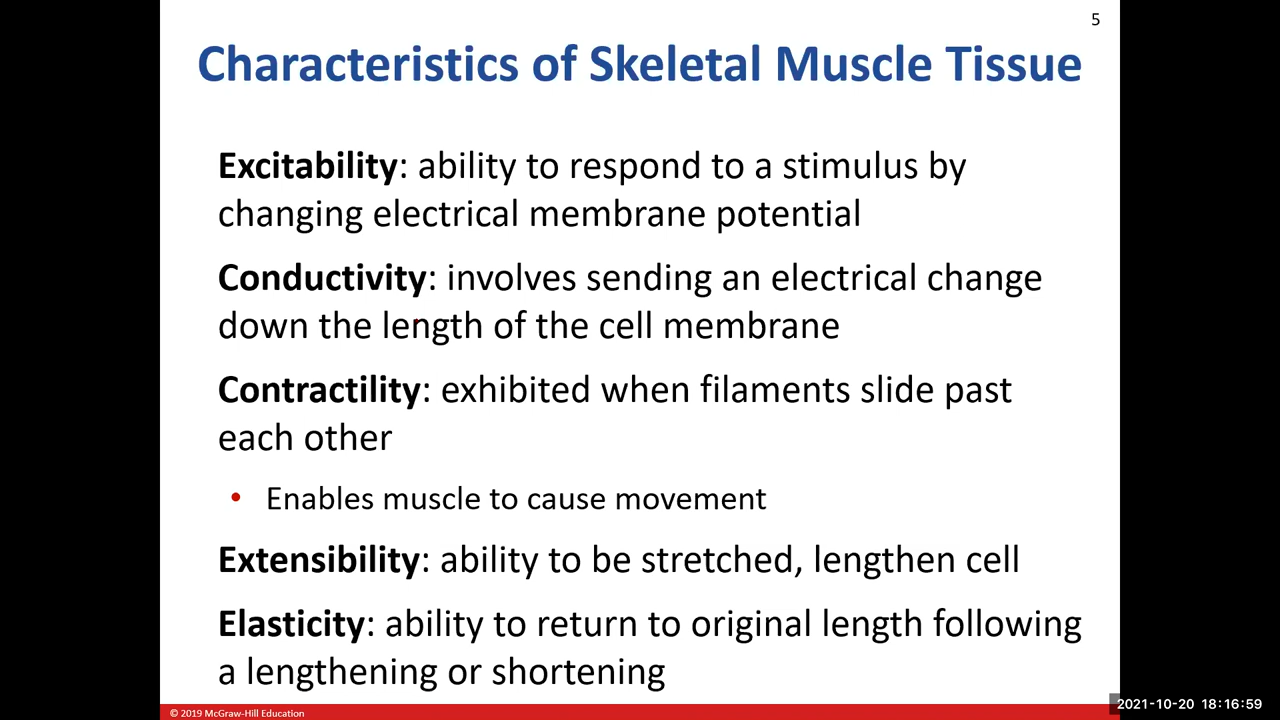 5
Characteristics of Skeletal Muscle Tissue
Excitability: ability to respond to a stimulus by
changing electrical membrane potential
Conductivity: involves sending an electrical change
down the length of the cell membrane
Contractility: exhibited when filaments slide past
each other
• Enables muscle to cause movement
Extensibility: ability to be stretched, lengthen cell
Elasticity: ability to return to original length following
a lengthening or shortening
© 2019 McGraw-Hill Education
2021-10-20 18:16:59